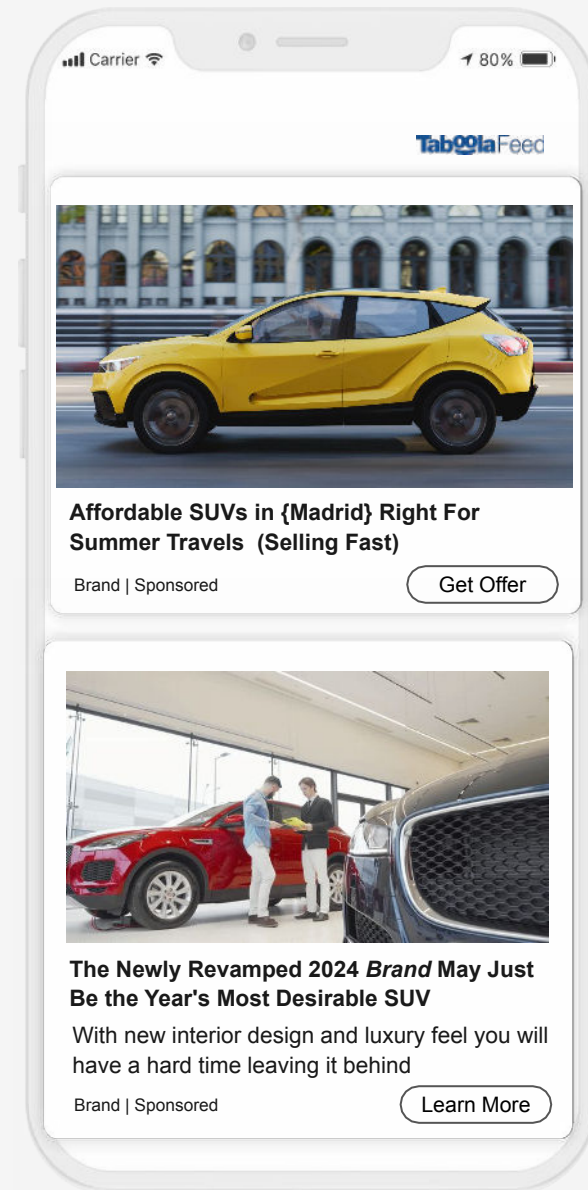 Carrier 80%
Taboola Feed
Affordable SUVs in {Madrid} Right For
Summer Travels  (Selling Fast)
Brand | Sponsored
Get Offer
The Newly Revamped 2024 Brand May Just
Be the Year's Most Desirable SUV
With new interior design and luxury feel you will
have a hard time leaving it behind
Brand | Sponsored
Learn More